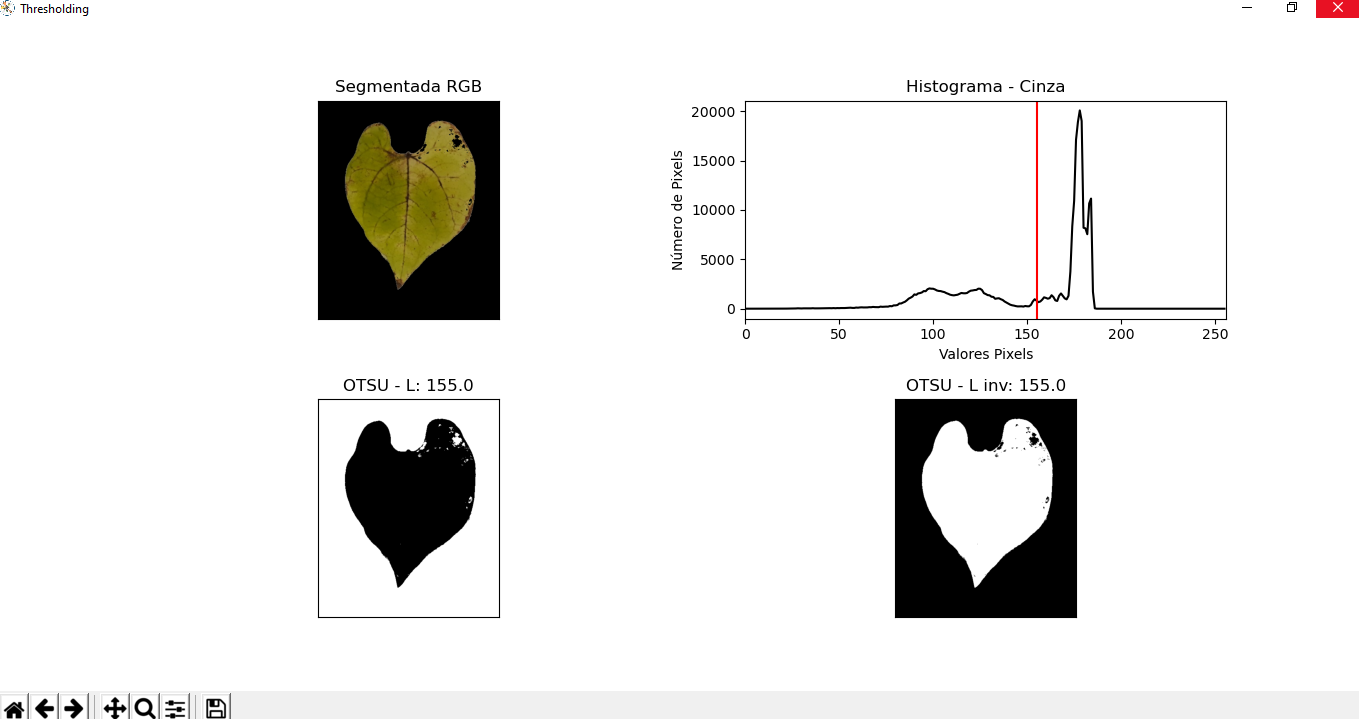 Thresholding
Segmentada RGB
Histograma - Cinza
Número de Pixels
20000
15000
10000
5000
0
0 50 100 150 200 250
Valores Pixels
OTSU - L: 155.0
OTSU - L inv: 155.0